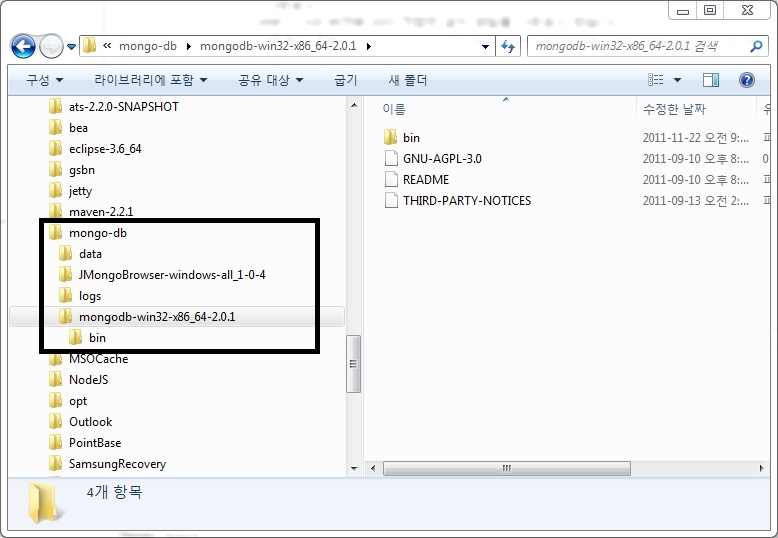 « mongo-db ▸ mongodb-win32-x86_64-2.0.1 ▸
mongodb-win32-x86_64-2.0.1 검색
구성 라이브러리에 포함 공유 대상 굽기 새 폴더
ats-2.2.0-SNAPSHOT
bea
eclipse-3.6_64
gsbn
jetty
maven-2.2.1
mongo-db
data
JMongoBrowser-windows-all_1-0-4
logs
mongodb-win32-x86_64-2.0.1
bin
MSOCache
NodeJS
opt
Outlook
PointBase
SamsungRecovery
이름 수정한 날짜
bin 2011-11-22 오전 9:...
GNU-AGPL-3.0 2011-09-10 오후 8:...
README 2011-09-10 오후 8:...
THIRD-PARTY-NOTICES 2011-09-13 오전 2:...
4개 항목